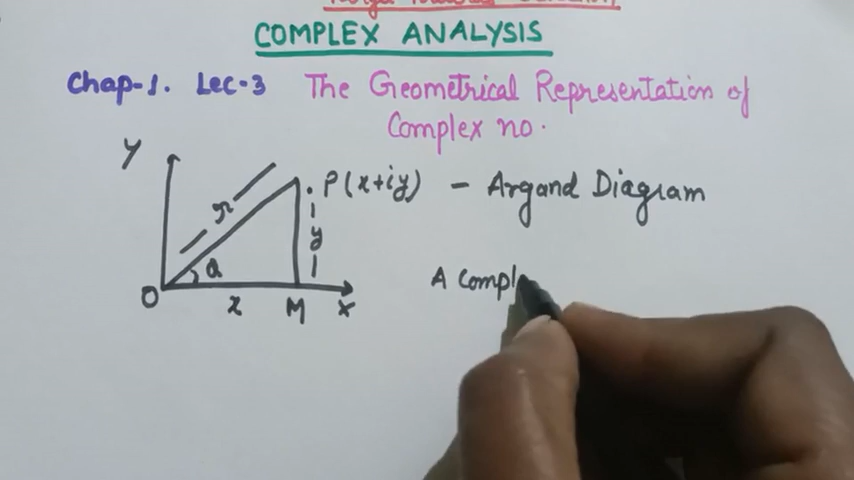 COMPLEX ANALYSIS
Chap-1. Lec-3 The Geometrical Representation of
Complex no.
Y
r
P(x+iy) - Argand Diagram
y
O
x
M
X
A Compl